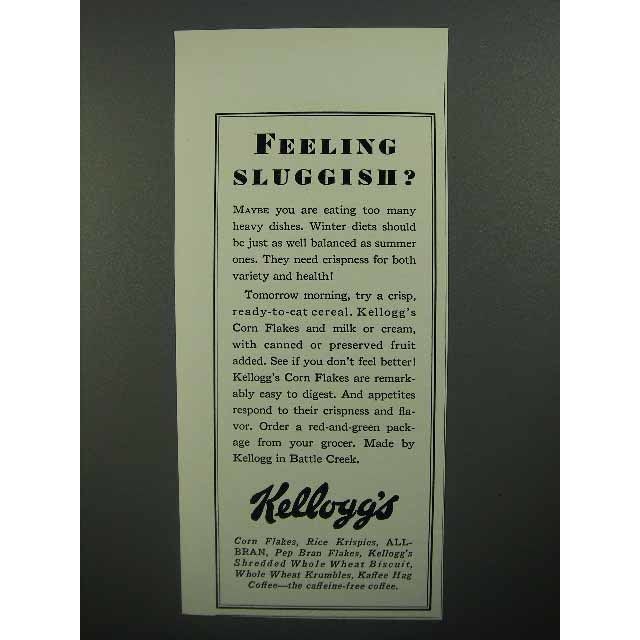 FEELING
SLUGGISH?
MAYBE you are eating too many
heavy dishes. Winter diets should
be just as well balanced as summer
ones. They need crispness for both
variety and health!
Tomorrow morning, try a crisp,
ready-to-eat cereal. Kellogg's
Corn Flakes and milk or cream,
with canned or preserved fruit
added. See if you don't feel better!
Kellogg's Corn Flakes are remark-
ably easy to digest. And appetites
respond to their crispness and fla-
vor. Order a red-and-green pack-
age from your grocer. Made by
Kellogg in Battle Creek.
Kellogg's
Corn Flakes, Rice Krispies, ALL-
BRAN, Pep Bran Flakes, Kellogg's
Shredded Whole Wheat Biscuit,
Whole Wheat Krumbles, Kaffee Hag
Coffee—the caffeine-free coffee.